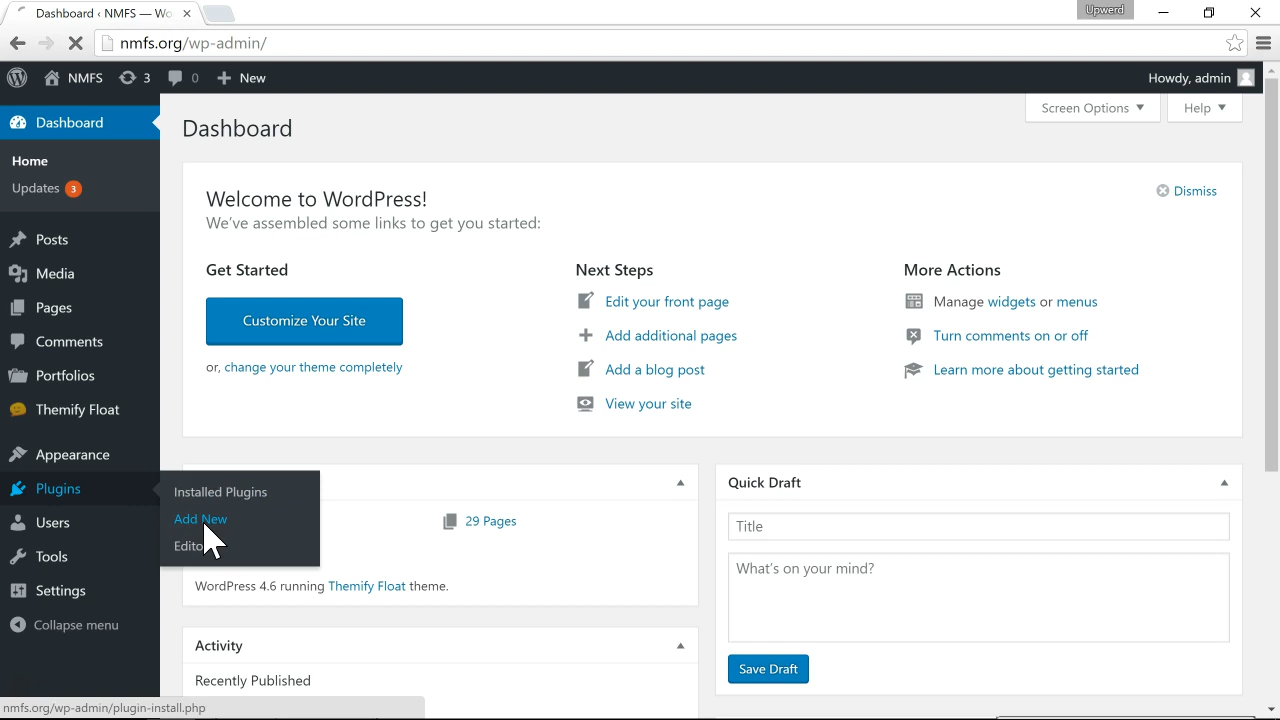 Dashboard ‹ NMFS — Wo
Upwerd
nmfs.org/wp-admin/
NMFS 3 0 New
Howdy, admin
Dashboard
Screen Options
Help
Home
Updates 3
Posts
Media
Pages
Comments
Portfolios
Themify Float
Appearance
Plugins
Users
Tools
Settings
Collapse menu
Installed Plugins
Add New
Dashboard
Welcome to WordPress!
Dismiss
We've assembled some links to get you started:
Get Started
Customize Your Site
or, change your theme completely
Next Steps
Edit your front page
Add additional pages
Add a blog post
View your site
More Actions
Manage widgets or menus
Turn comments on or off
Learn more about getting started
29 Pages
WordPress 4.6 running Themify Float theme.
Activity
Recently Published
Quick Draft
Title
What's on your mind?
Save Draft
nmfs.org/wp-admin/plugin-install.php